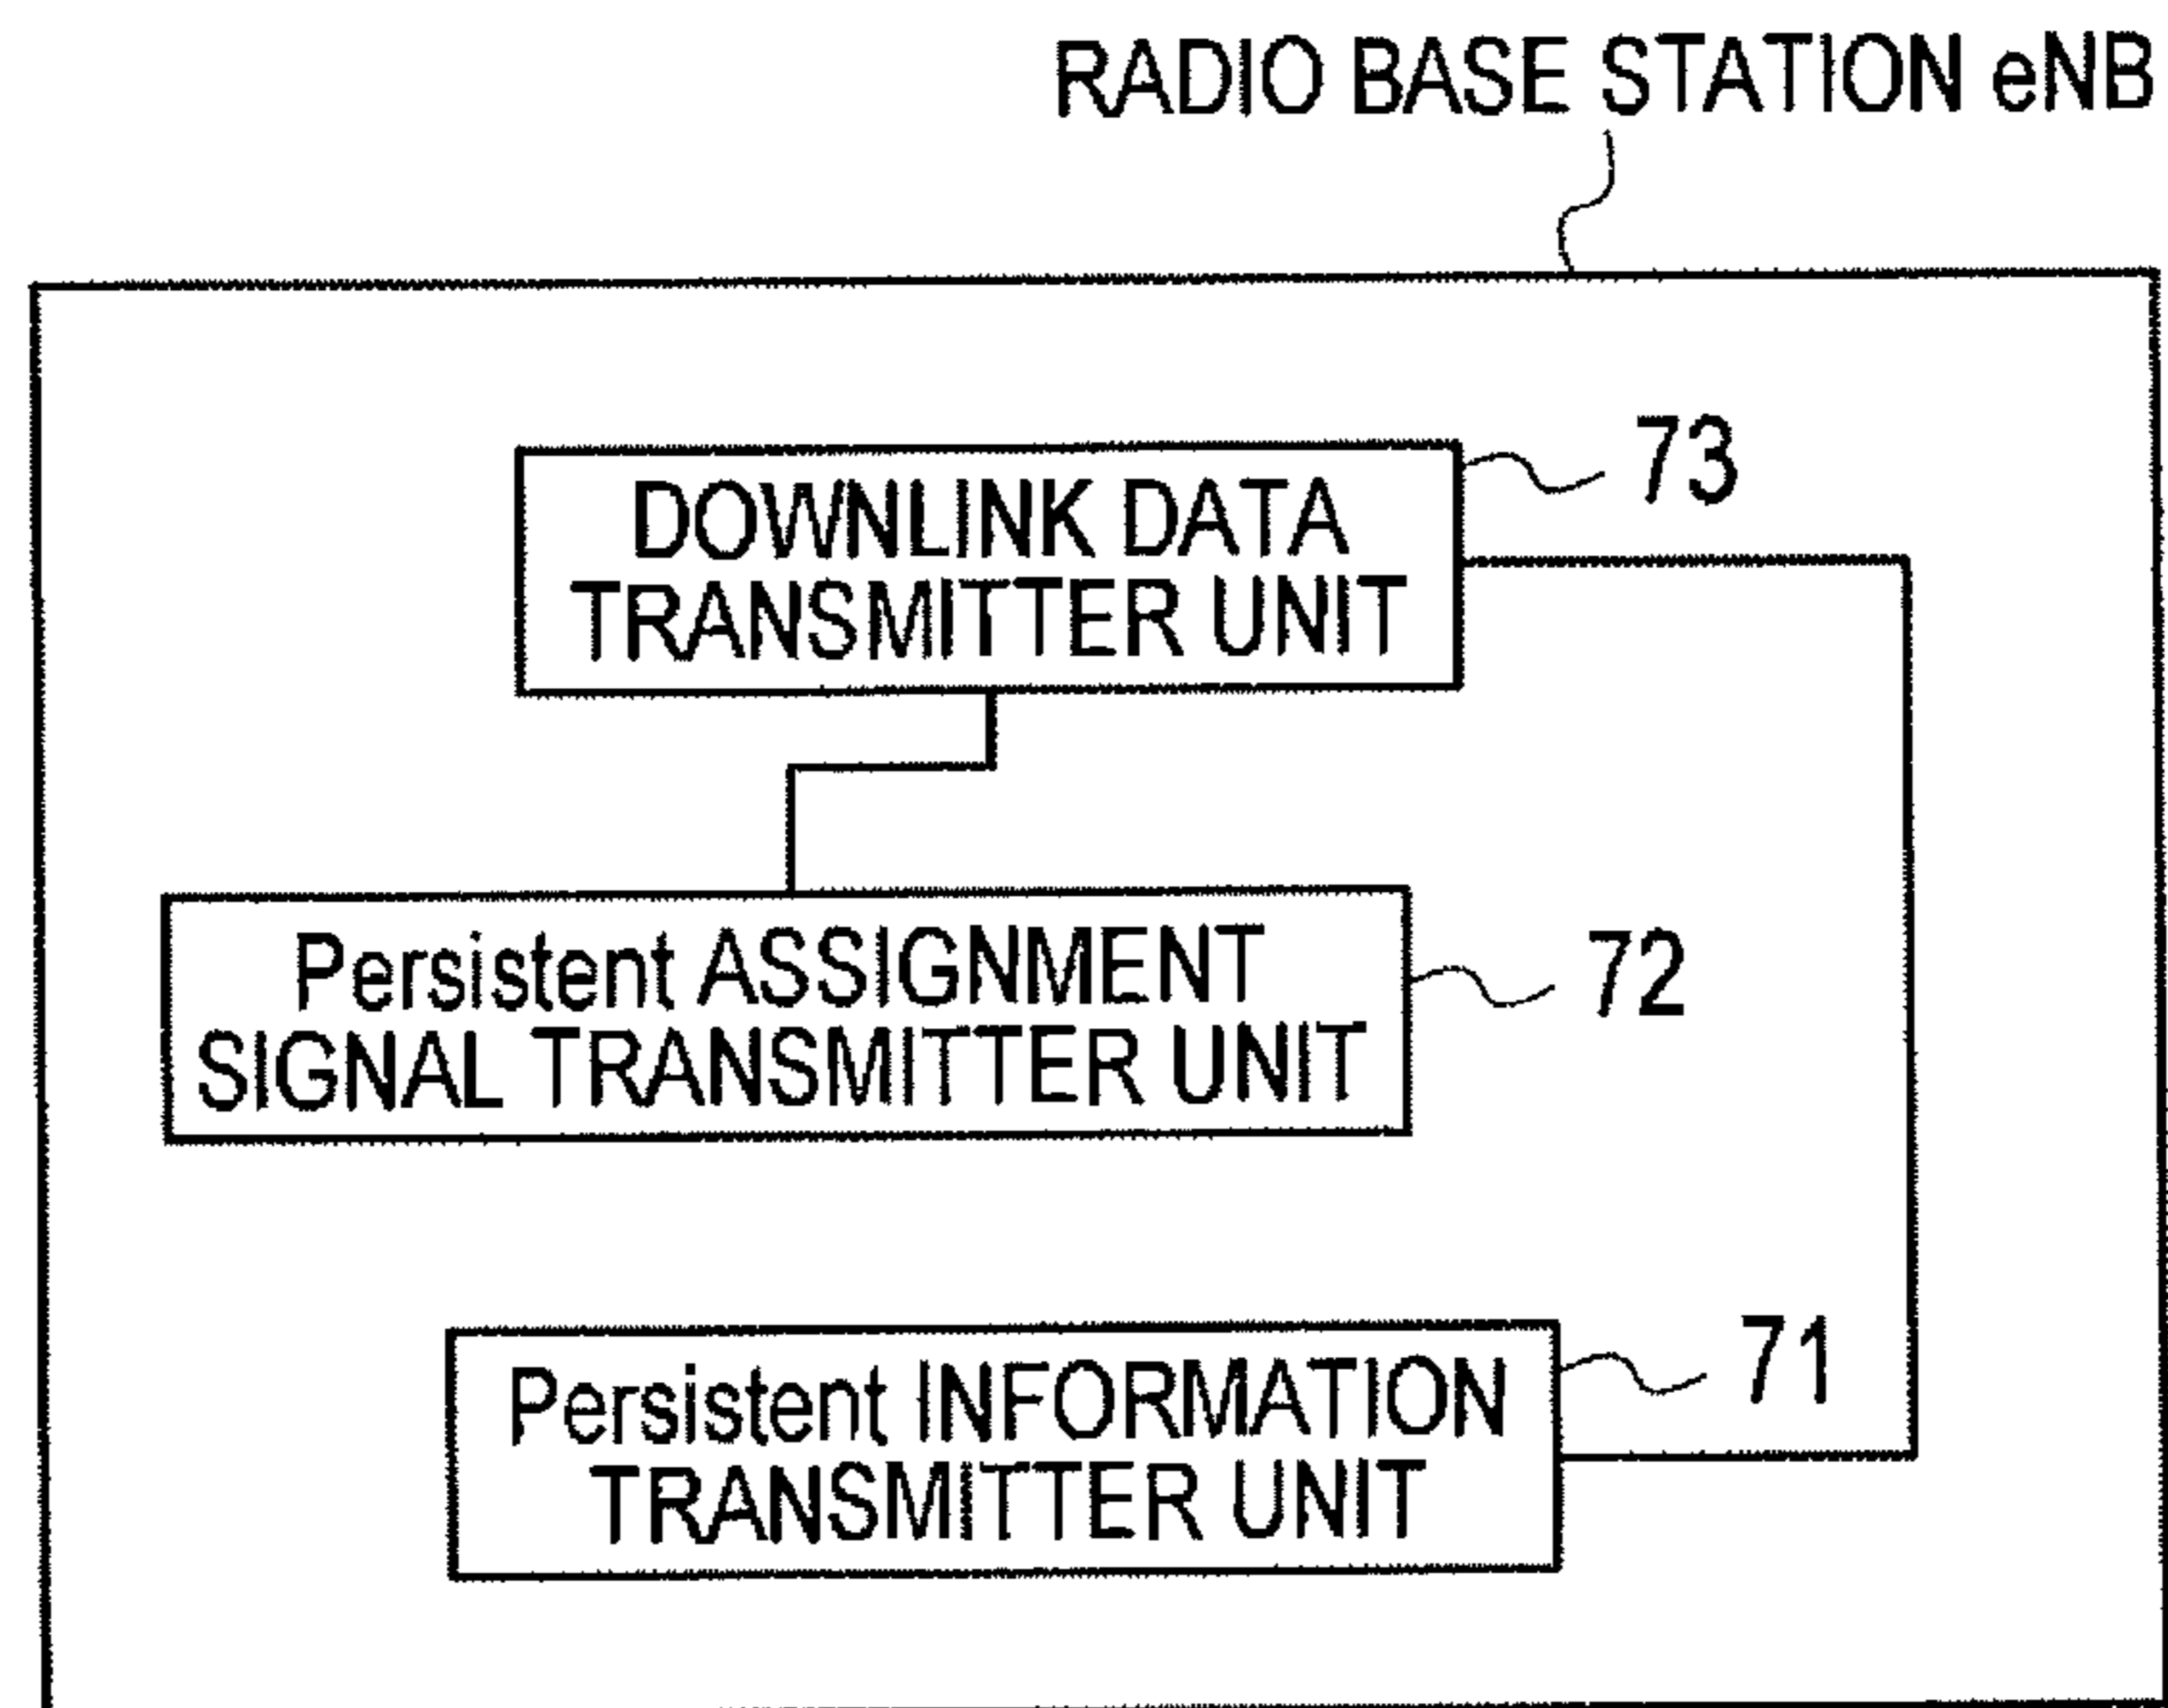 RADIO BASE STATION eNB
DOWNLINK DATA
TRANSMITTER UNIT
73
Persistent ASSIGNMENT
SIGNAL TRANSMITTER UNIT
72
Persistent INFORMATION
TRANSMITTER UNIT
71